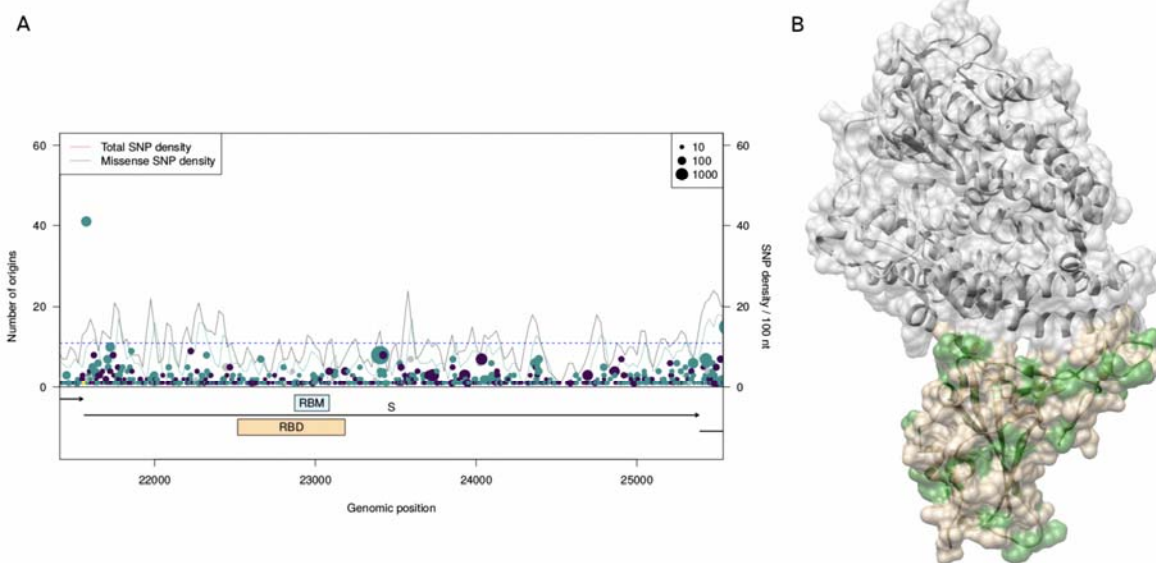 A
B
Total SNP density
Missense SNP density
10
100
1000
60
40
20
0
Number of origins
60
40
20
0
SNP density / 100 nt
RBM
S
RBD
22000
23000
24000
25000
Genomic position